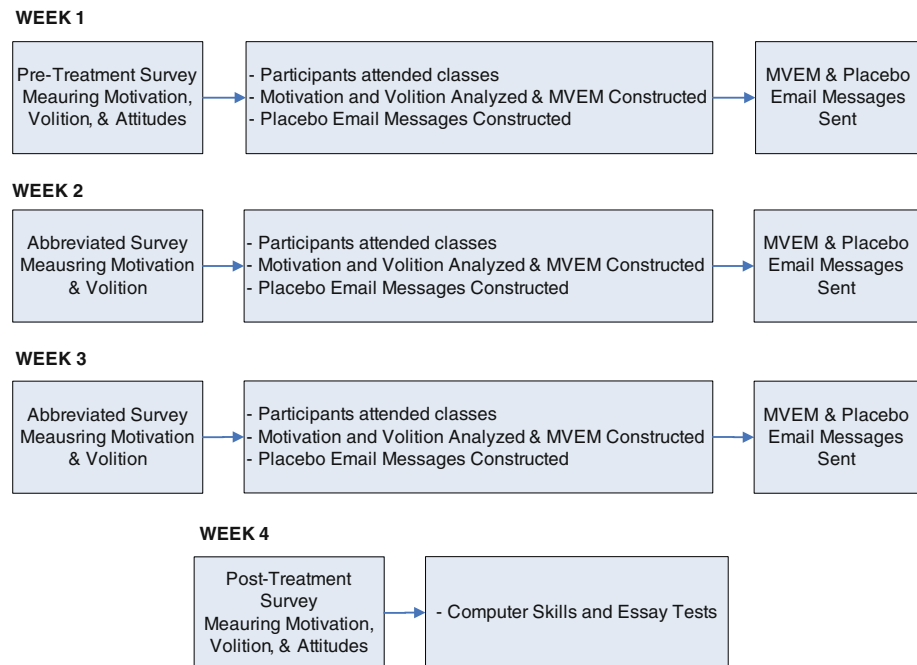 WEEK 1
Pre-Treatment Survey
Meauring Motivation,
Volition, & Attitudes
- Participants attended classes
- Motivation and Volition Analyzed & MVEM Constructed
- Placebo Email Messages Constructed
MVEM & Placebo
Email Messages
Sent
WEEK 2
Abbreviated Survey
Meausring Motivation
& Volition
- Participants attended classes
- Motivation and Volition Analyzed & MVEM Constructed
- Placebo Email Messages Constructed
MVEM & Placebo
Email Messages
Sent
WEEK 3
Abbreviated Survey
Meausring Motivation
& Volition
- Participants attended classes
- Motivation and Volition Analyzed & MVEM Constructed
- Placebo Email Messages Constructed
MVEM & Placebo
Email Messages
Sent
WEEK 4
Post-Treatment
Survey
Meauring Motivation,
Volition, & Attitudes
- Computer Skills and Essay Tests